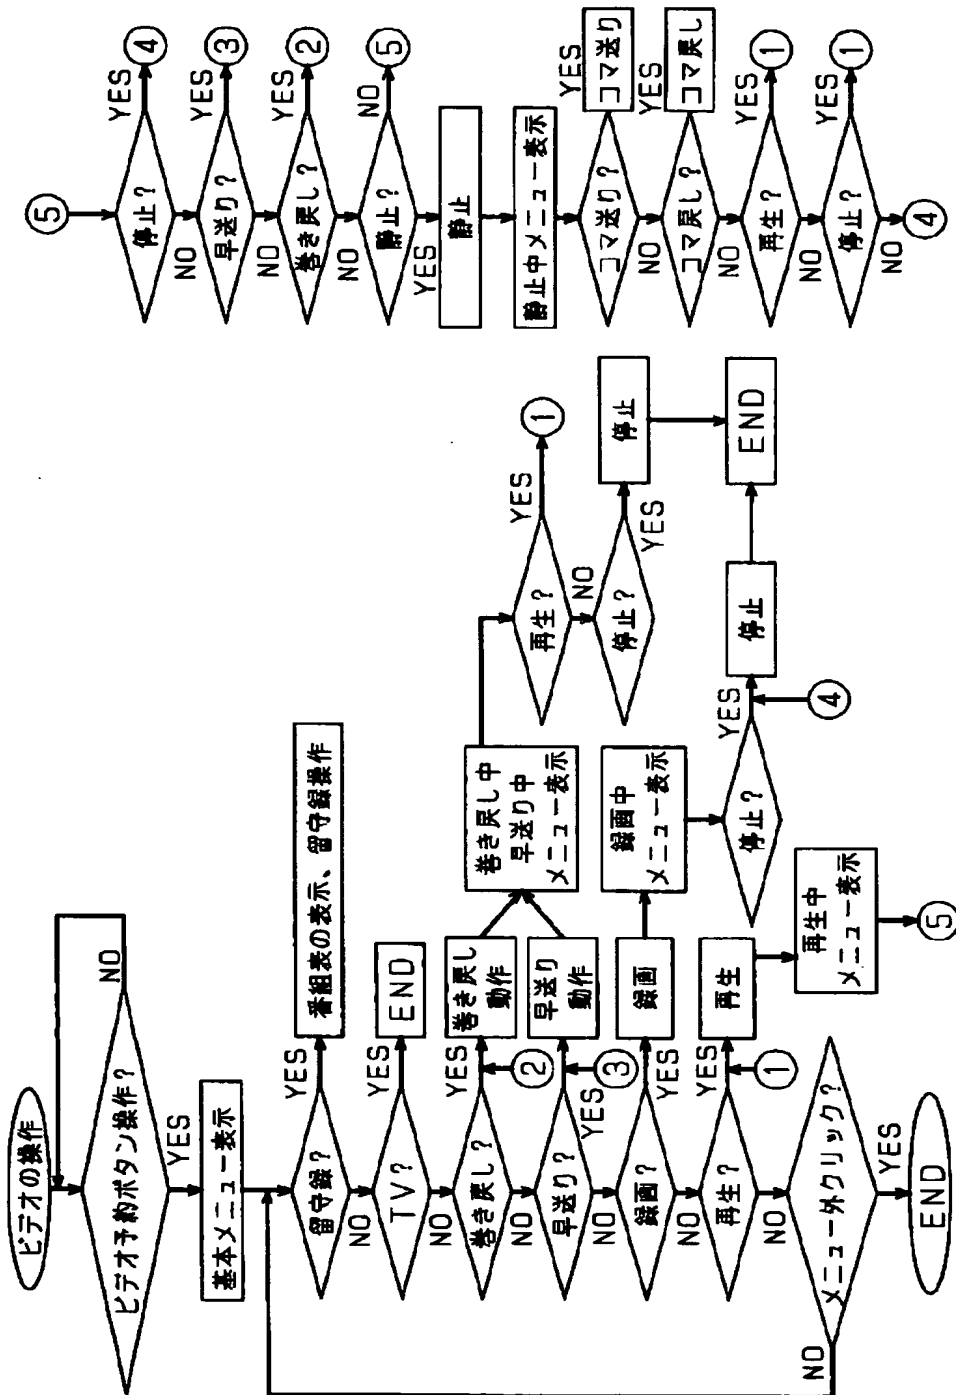 ビデオの操作
ビデオ予約ボタン操作?
NO
YES
基本メニュー表示
留守録?
YES
番組表の表示、留守録操作
NO
TV?
YES
END
NO
巻き戻し?
YES
②
巻き戻し
動作
NO
早送り?
YES
③
早送り
動作
巻き戻し中
早送り中
メニュー表示
再生?
YES
①
NO
停止?
YES
停止
END
NO
録画?
YES
録画
録画中
メニュー表示
停止?
YES
④
停止
NO
再生?
YES
①
再生
再生中
メニュー表示
⑤
NO
メニュー外クリック?
NO
YES
END
⑤
停止?
YES
④
NO
早送り?
YES
③
NO
巻き戻し?
YES
②
NO
静止?
NO
⑤
YES
静止
静止中メニュー表示
コマ送り?
YES
コマ送り
NO
コマ戻し?
YES
コマ戻し
NO
再生?
YES
①
NO
停止?
YES
①
NO
④